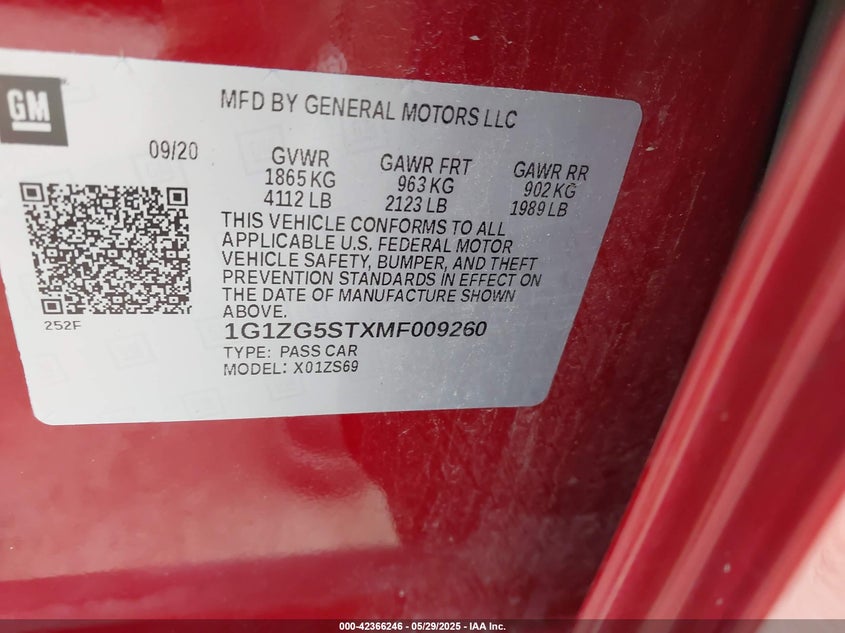 GM
MFD BY GENERAL MOTORS LLC
09/20
GVWR
1865 KG
4112 LB
GAWR FRT
963 KG
2123 LB
GAWR RR
902 KG
1989 LB
THIS VEHICLE CONFORMS TO ALL
APPLICABLE U.S. FEDERAL MOTOR
VEHICLE SAFETY, BUMPER, AND THEFT
PREVENTION STANDARDS IN EFFECT ON
THE DATE OF MANUFACTURE SHOWN
ABOVE.
252F
1G1ZG5STXMF009260
TYPE: PASS CAR
MODEL: X01ZS69
000-42366246 - 05/29/2025 - IAA Inc.